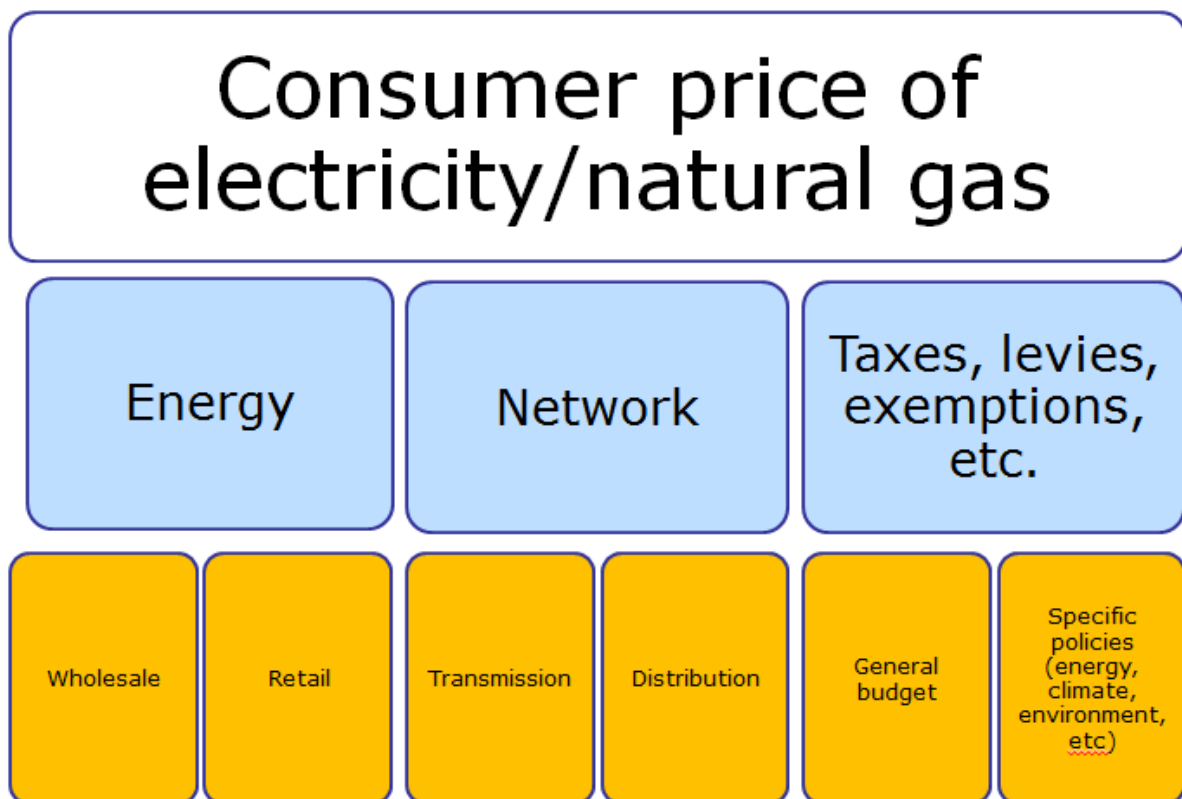 Consumer price of
electricity/natural gas
Energy
Network
Taxes, levies,
exemptions,
etc.
Wholesale
Retail
Transmission
Distribution
General
budget
Specific
policies
(energy,
climate,
environment,
etc)